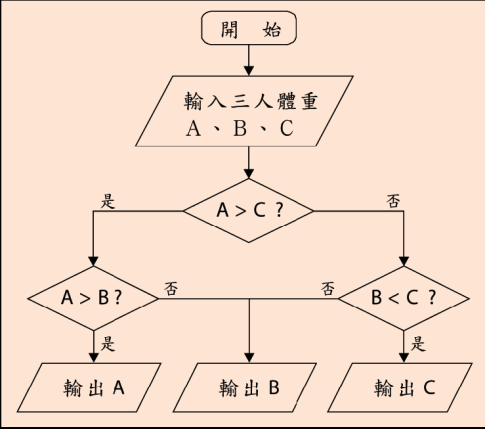 開 始
輸入三人體重
A、B、C
A > C ?
是
否
A > B ?
否
否
B < C ?
是
是
輸出 A
輸出 B
輸出 C